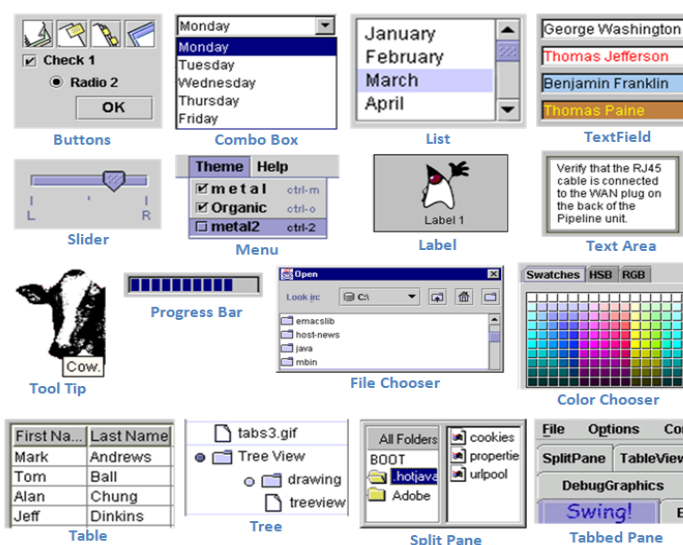 Check 1
Radio 2
OK
Buttons
Monday
Monday
Tuesday
Wednesday
Thursday
Friday
Combo Box
January
February
March
April
List
George Washington
Thomas Jefferson
Benjamin Franklin
Thomas Paine
TextField
L
R
Slider
Theme Help
metal ctrl-m
Organic ctrl-o
metal2 ctrl-2
Menu
Label 1
Label
Verify that the RJ45
cable is connected
to the WAN plug on
the back of the
Pipeline unit.
Text Area
Cow.
Tool Tip
Progress Bar
Open
Look in: C:\
emacslib
host-news
java
mbin
File Chooser
Swatches HSB RGB
Color Chooser
First Na... Last Name
Mark Andrews
Tom Ball
Alan Chung
Jeff Dinkins
Table
tabs3.gif
Tree View
drawing
treeview
Tree
All Folders
BOOT
.hotjava
Adobe
cookies
propertie
urlpool
Split Pane
File Options Co
SplitPane TableView
DebugGraphics
Swing!
Tabbed Pane